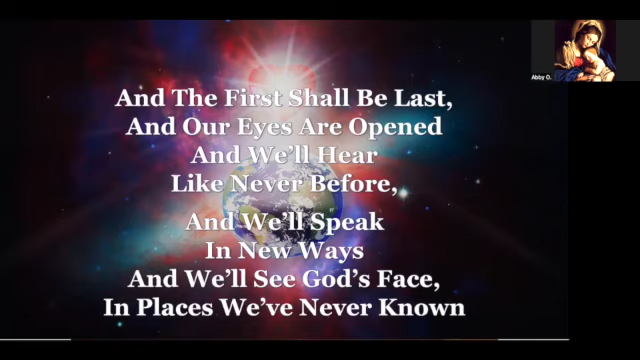 And The First Shall Be Last,
And Our Eyes Are Opened
And We'll Hear
Like Never Before,
And We'll Speak
In New Ways
And We'll See God's Face,
In Places We've Never Known
Abby O.